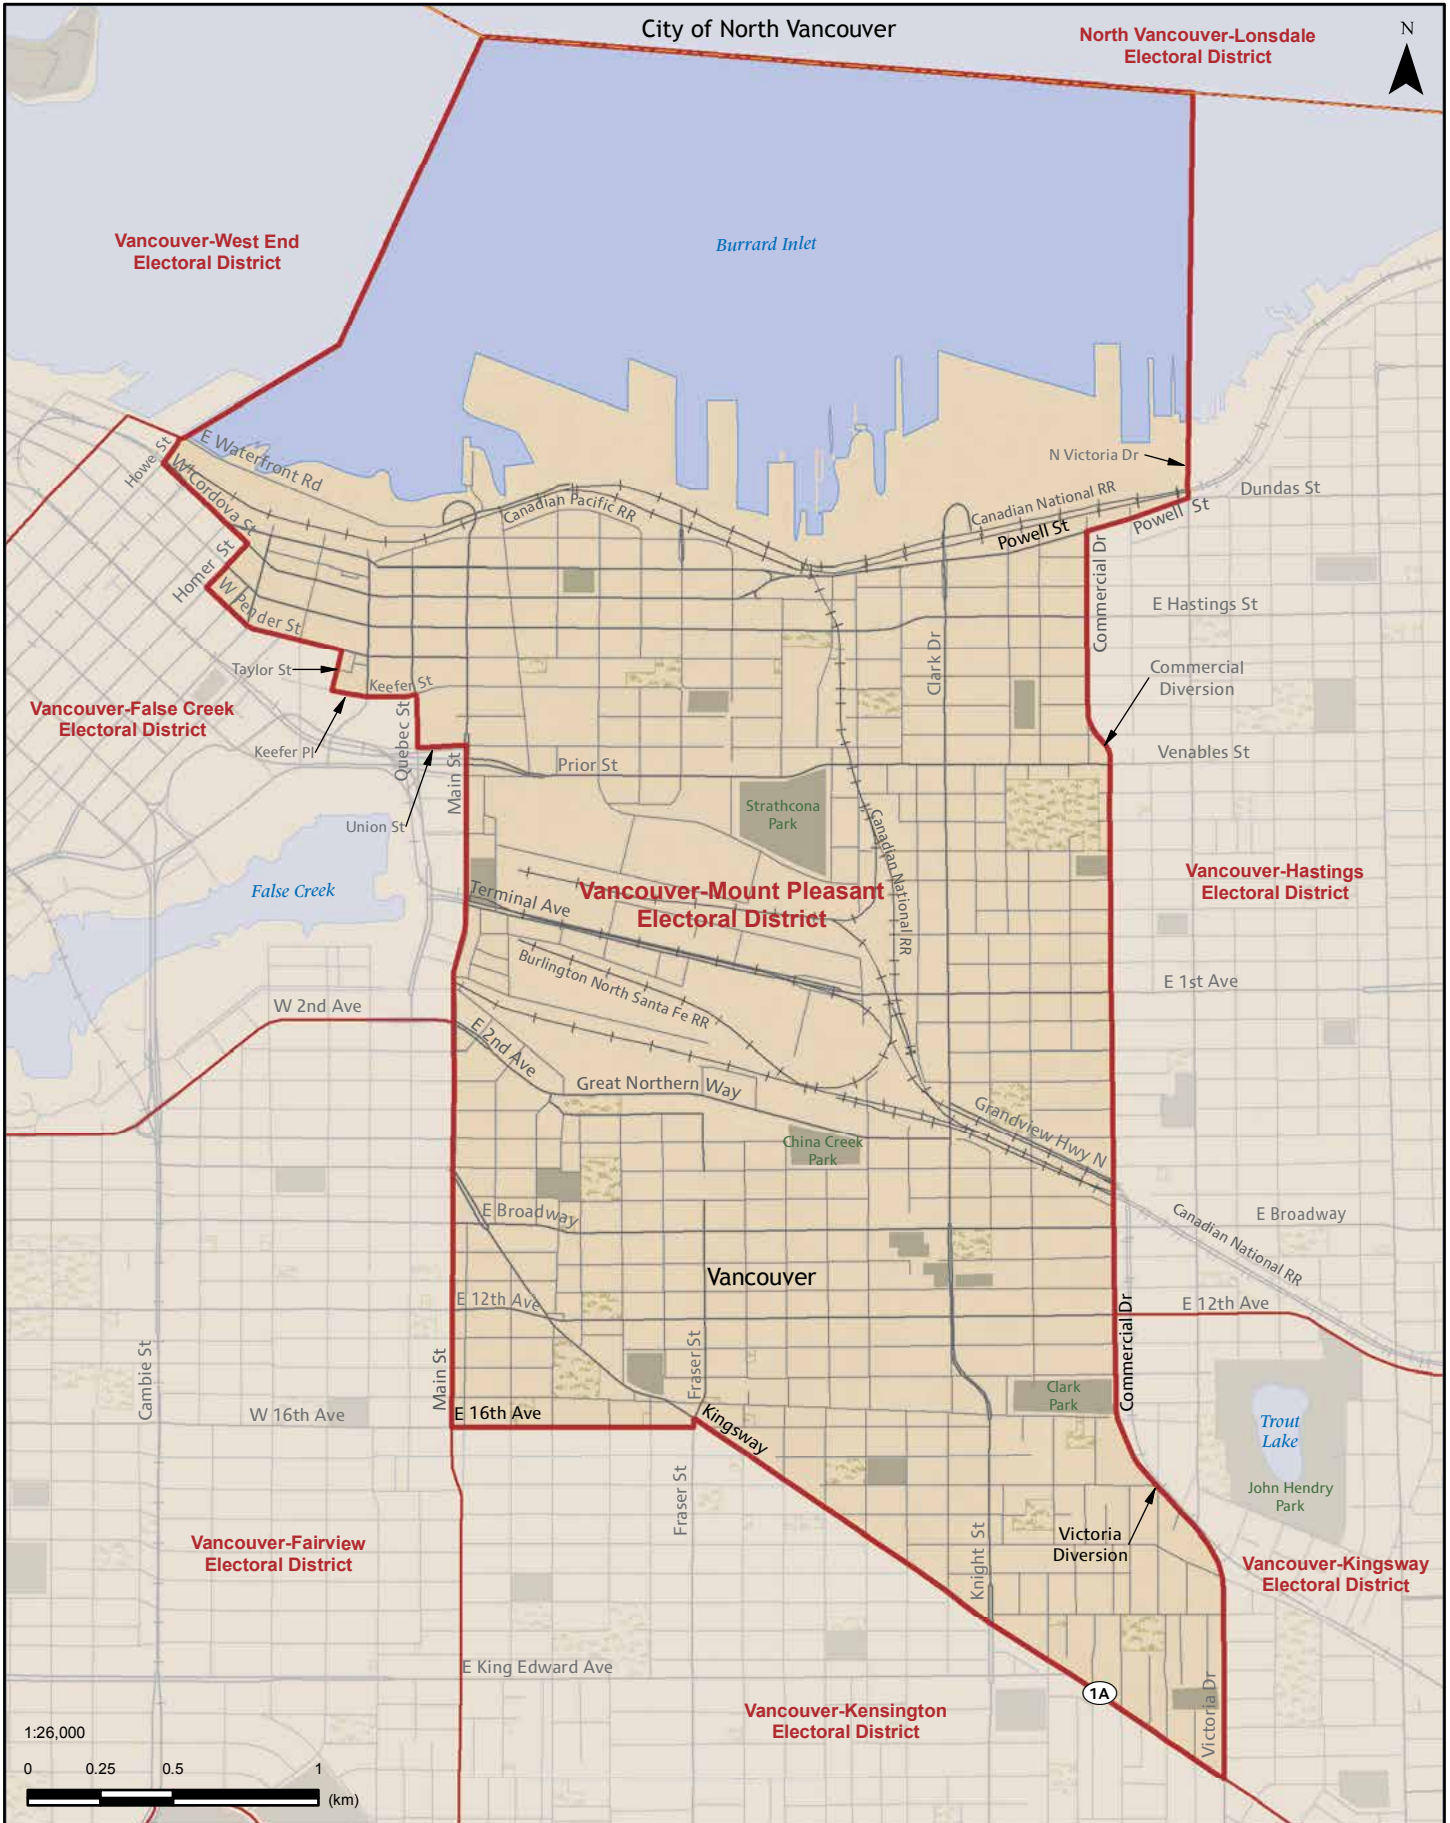 City of North Vancouver
North Vancouver-Lonsdale
Electoral District
N
Vancouver-West End
Electoral District
Burrard Inlet
Howe St
E Waterfront Rd
W Cordova St
Homer St
W Pender St
Canadian Pacific RR
Canadian National RR
N Victoria Dr
Powell St
Powell St
Dundas St
Commercial Dr
E Hastings St
Clark Dr
Taylor St
Keefer St
Commercial
Diversion
Vancouver-False Creek
Electoral District
Keefer Pl
Quebec St
Main St
Union St
Prior St
Venables St
Strathcona
Park
Canadian National RR
False Creek
Terminal Ave
Vancouver-Mount Pleasant
Electoral District
Vancouver-Hastings
Electoral District
Burlington North Santa Fe RR
E 1st Ave
W 2nd Ave
E 2nd Ave
Great Northern Way
Grandview Hwy N
China Creek
Park
E Broadway
E Broadway
Canadian National RR
Vancouver
E 12th Ave
E 12th Ave
Cambie St
Main St
Fraser St
Commercial Dr
Clark
Park
W 16th Ave
E 16th Ave
Kingsway
Trout
Lake
John Hendry
Park
Fraser St
Knight St
Victoria
Diversion
Vancouver-Fairview
Electoral District
Vancouver-Kingsway
Electoral District
E King Edward Ave
1A
Victoria Dr
Vancouver-Kensington
Electoral District
1:26,000
0 0.25 0.5 1
(km)